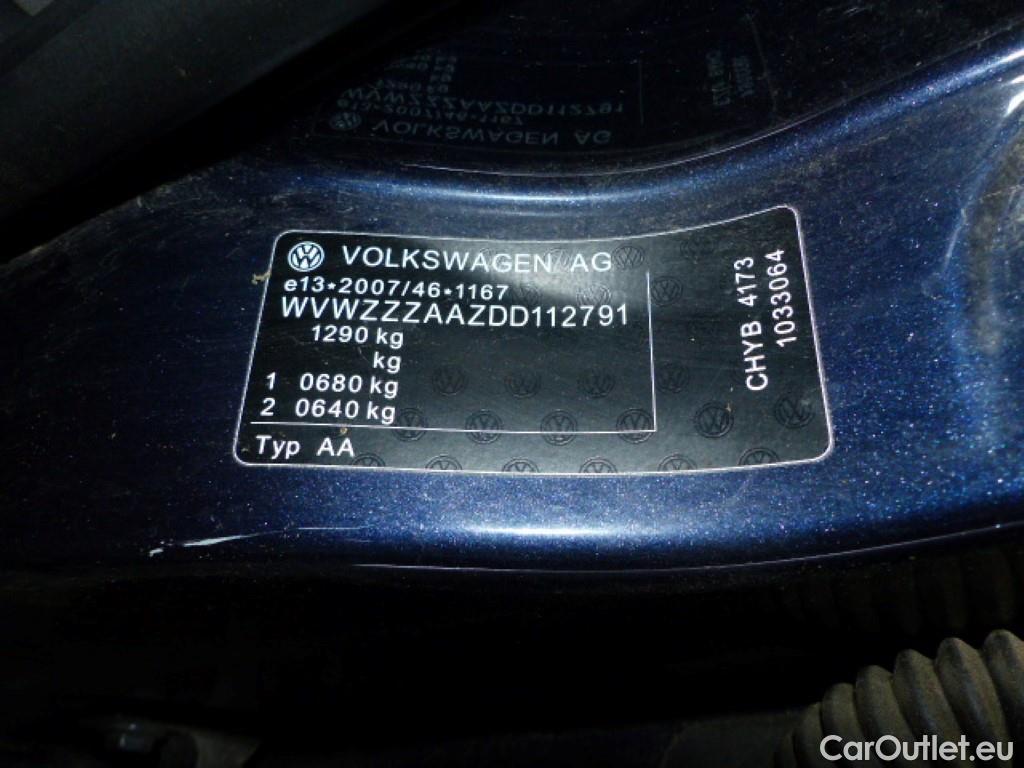 VOLKSWAGEN AG
e13*2007/46*1167
WVWZZZAAZDD112791
1290 kg
kg
1 0680 kg
2 0640 kg
Typ AA
CHYB 4173
1033064
CarOutlet.eu